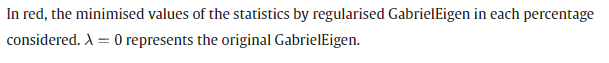 In red, the minimised values of the statistics by regularised GabrielEigen in each percentage
considered. λ = 0 represents the original GabrielEigen.